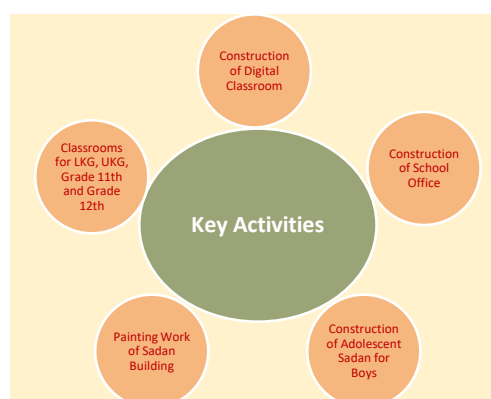 Construction
of Digital
Classroom
Classrooms
for LKG, UKG,
Grade 11th
and Grade
12th
Construction
of School
Office
Key Activities
Painting Work
of Sadan
Building
Construction
of Adolescent
Sadan for
Boys